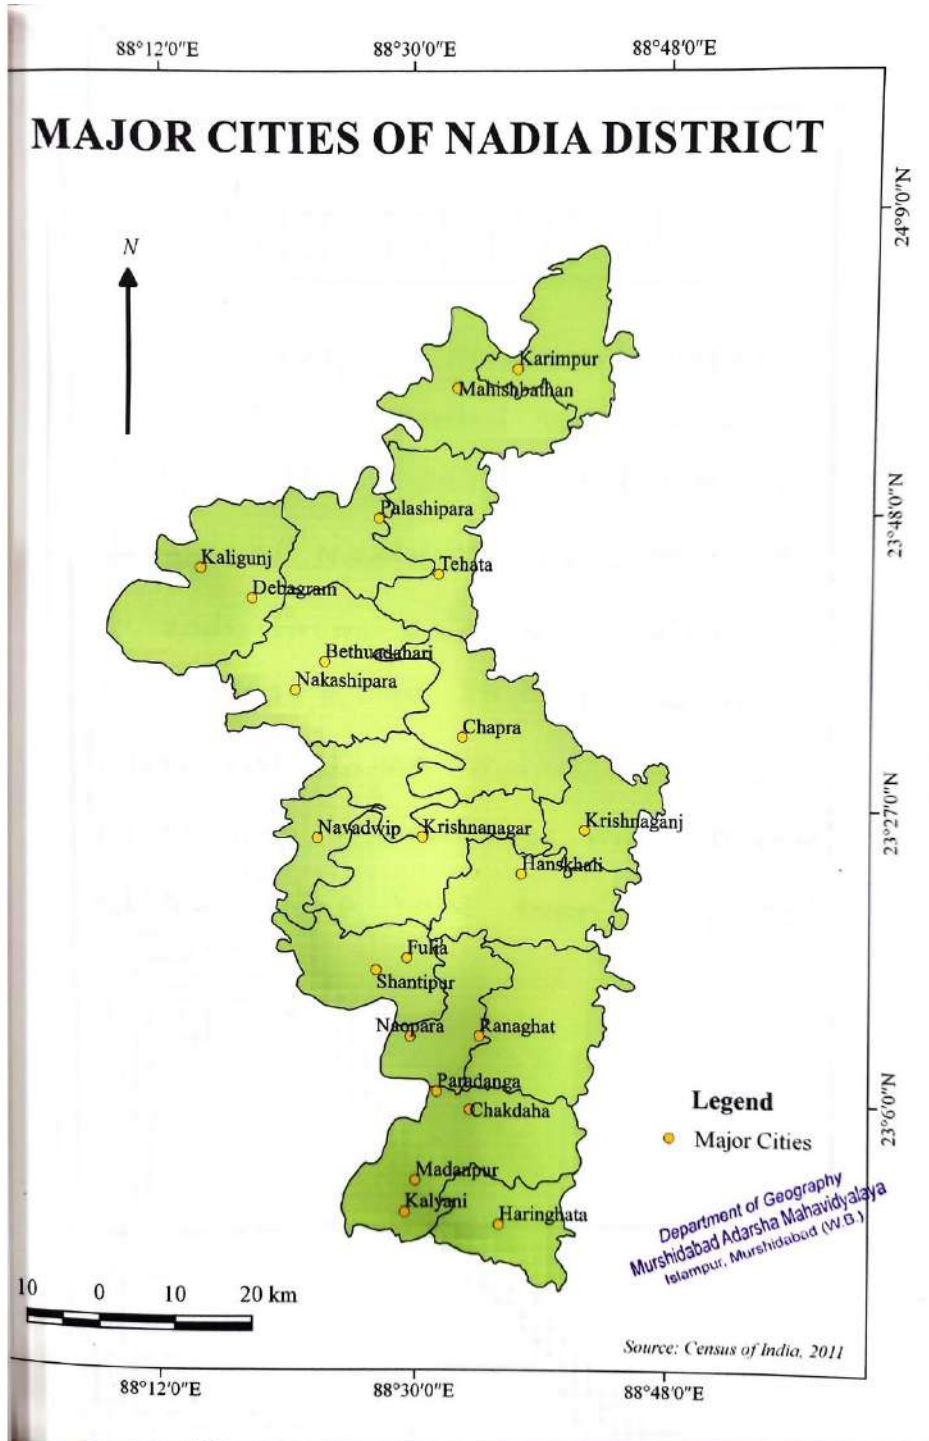 88°12'0"E 88°30'0"E 88°48'0"E
MAJOR CITIES OF NADIA DISTRICT
24°9'0"N
N
Karimpur
Mahishbathan
23°48'0"N
Palashipara
Kaligunj
Tehata
Debagram
Bethuadahari
Nakashipara
Chapra
23°27'0"N
Navadwip
Krishnanagar
Krishnaganj
Hanskhali
Fulia
Shantipur
Naopara
Ranaghat
Paradanga
Chakdaha
23°6'0"N
Legend
Major Cities
Madanpur
Kalyani
Haringhata
Department of Geography
Murshidabad Adarsha Mahavidyalaya
Islampur, Murshidabad (W.B.)
10 0 10 20 km
Source: Census of India, 2011
88°12'0"E 88°30'0"E 88°48'0"E